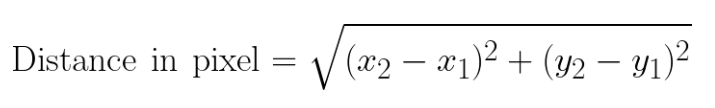 Distance in pixel = √((x₂ − x₁)² + (y₂ − y₁)²)